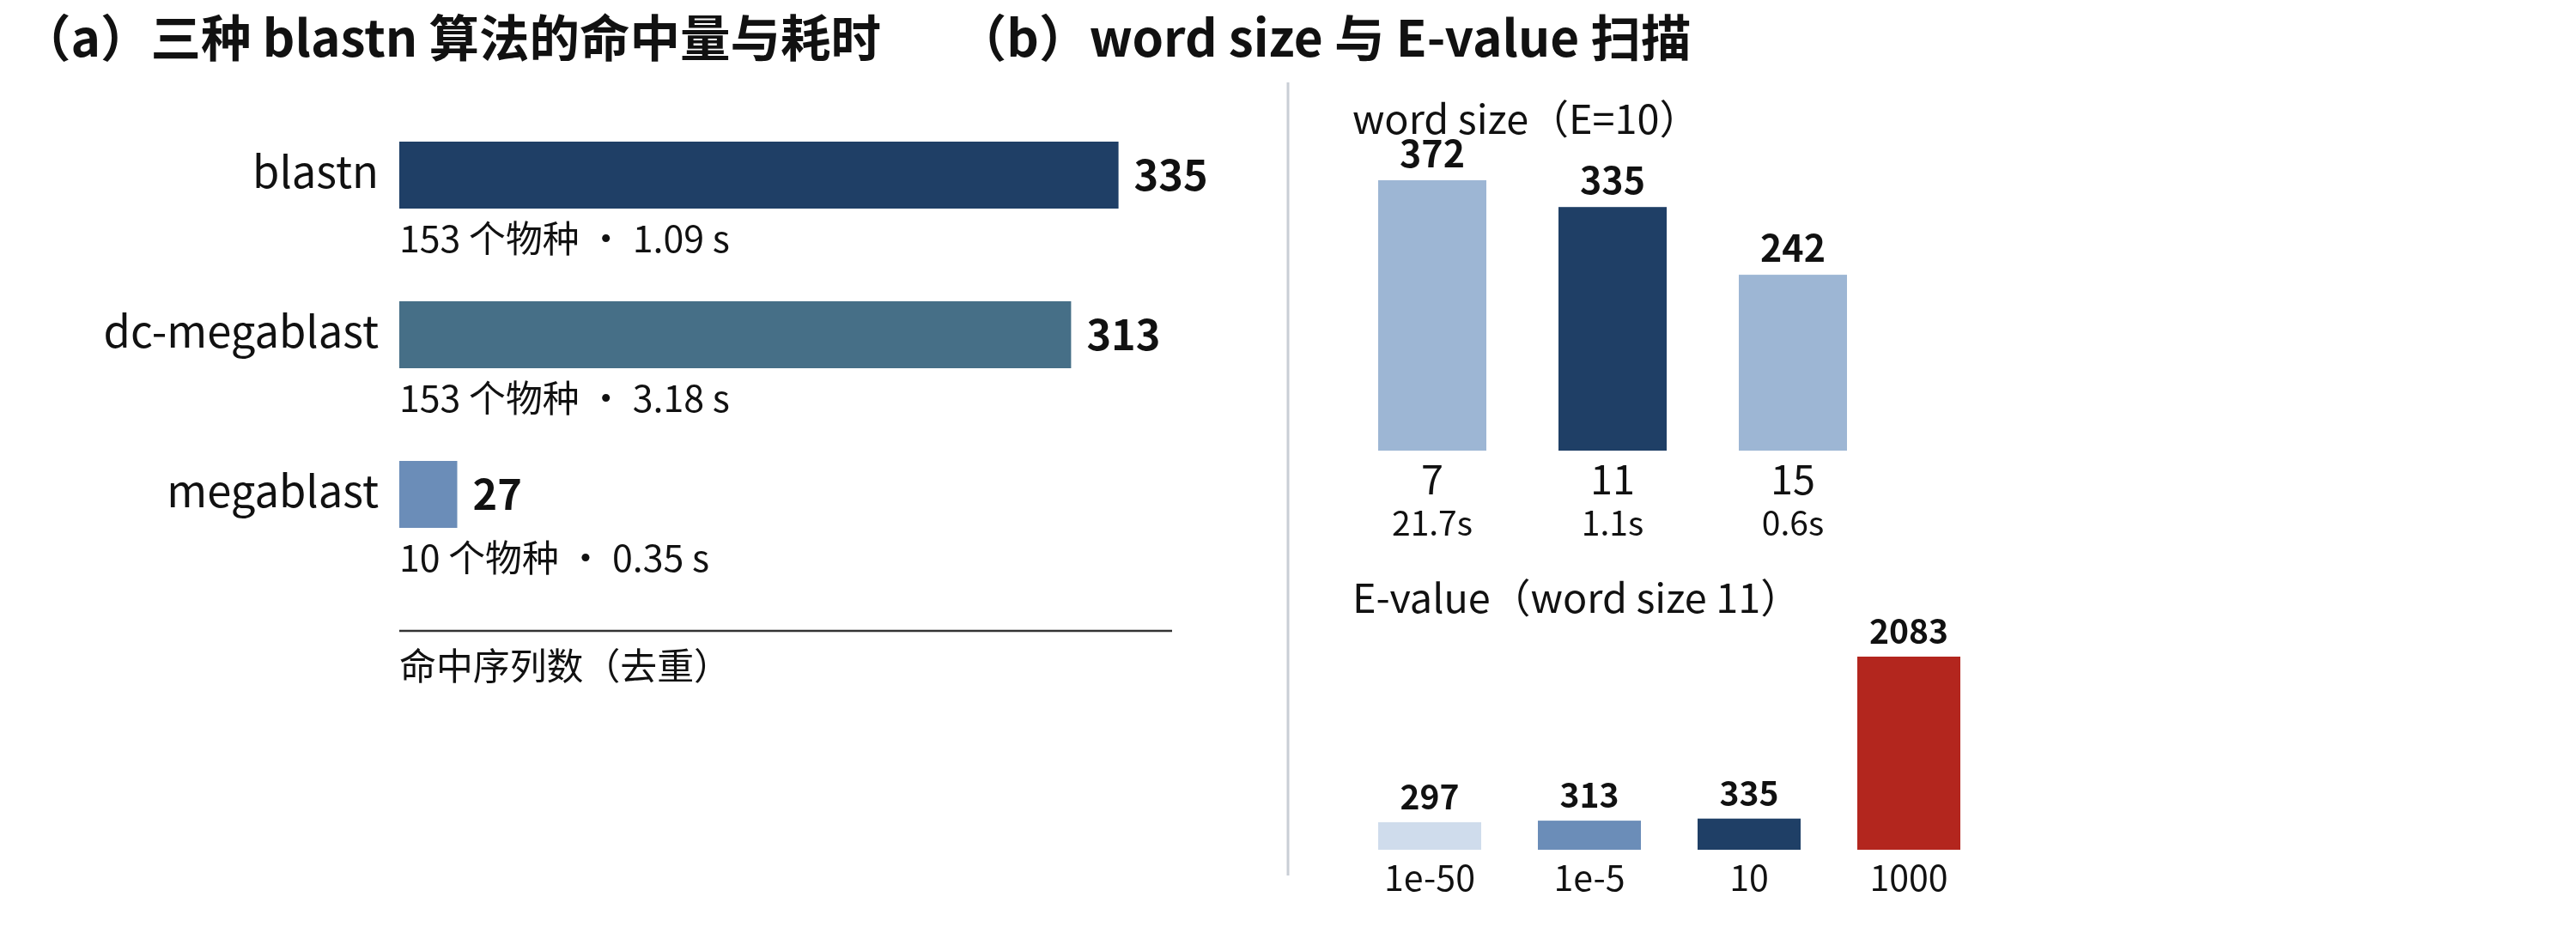 （a）三种 blastn 算法的命中量与耗时
blastn
335
153 个物种 · 1.09 s
dc-megablast
313
153 个物种 · 3.18 s
megablast
27
10 个物种 · 0.35 s
命中序列数（去重）
（b）word size 与 E-value 扫描
word size（E=10）
372 335 242
7 11 15
21.7s 1.1s 0.6s
E-value（word size 11）
297 313 335 2083
1e-50 1e-5 10 1000